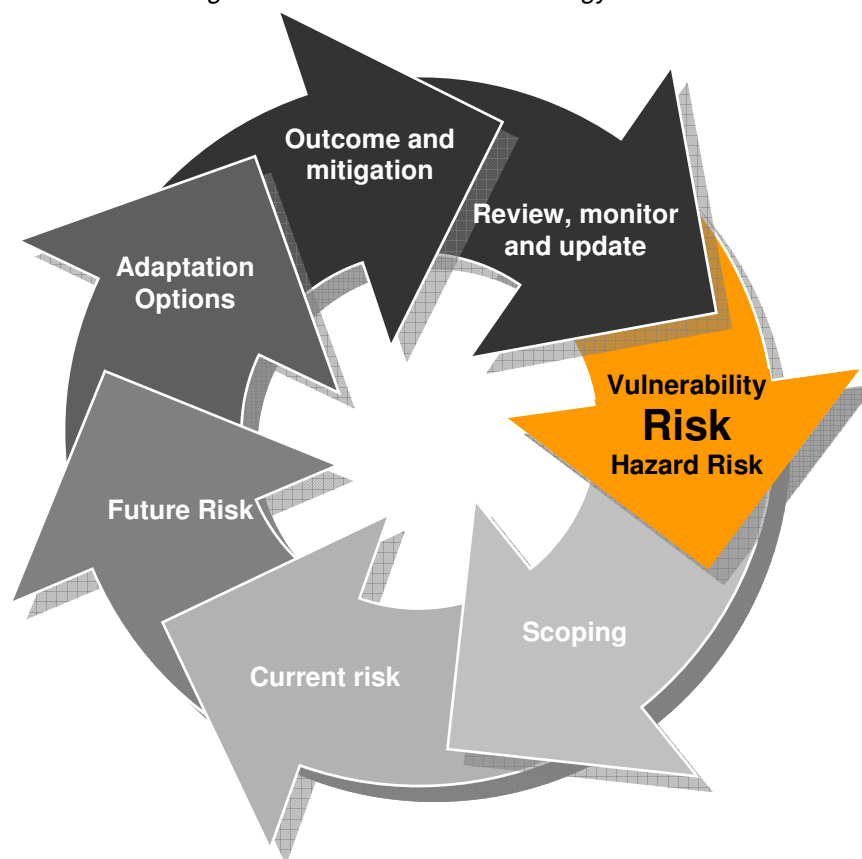 Outcome and
mitigation
Review, monitor
and update
Vulnerability
Risk
Hazard Risk
Scoping
Current risk
Future Risk
Adaptation
Options